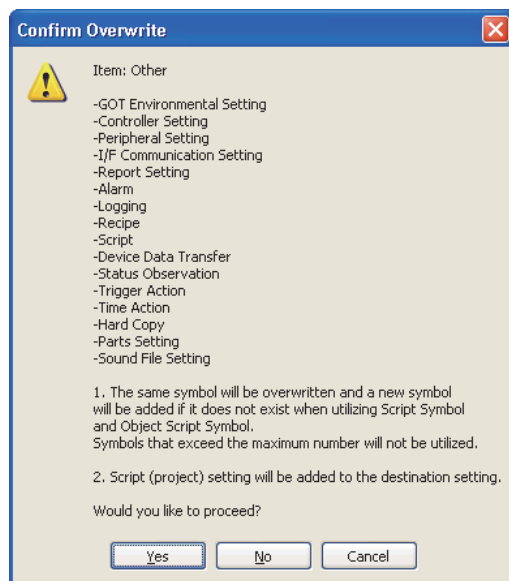 Confirm Overwrite
Item: Other
-GOT Environmental Setting
-Controller Setting
-Peripheral Setting
-I/F Communication Setting
-Report Setting
-Alarm
-Logging
-Recipe
-Script
-Device Data Transfer
-Status Observation
-Trigger Action
-Time Action
-Hard Copy
-Parts Setting
-Sound File Setting
1. The same symbol will be overwritten and a new symbol
will be added if it does not exist when utilizing Script Symbol
and Object Script Symbol.
Symbols that exceed the maximum number will not be utilized.
2. Script (project) setting will be added to the destination setting.
Would you like to proceed?
Yes No Cancel